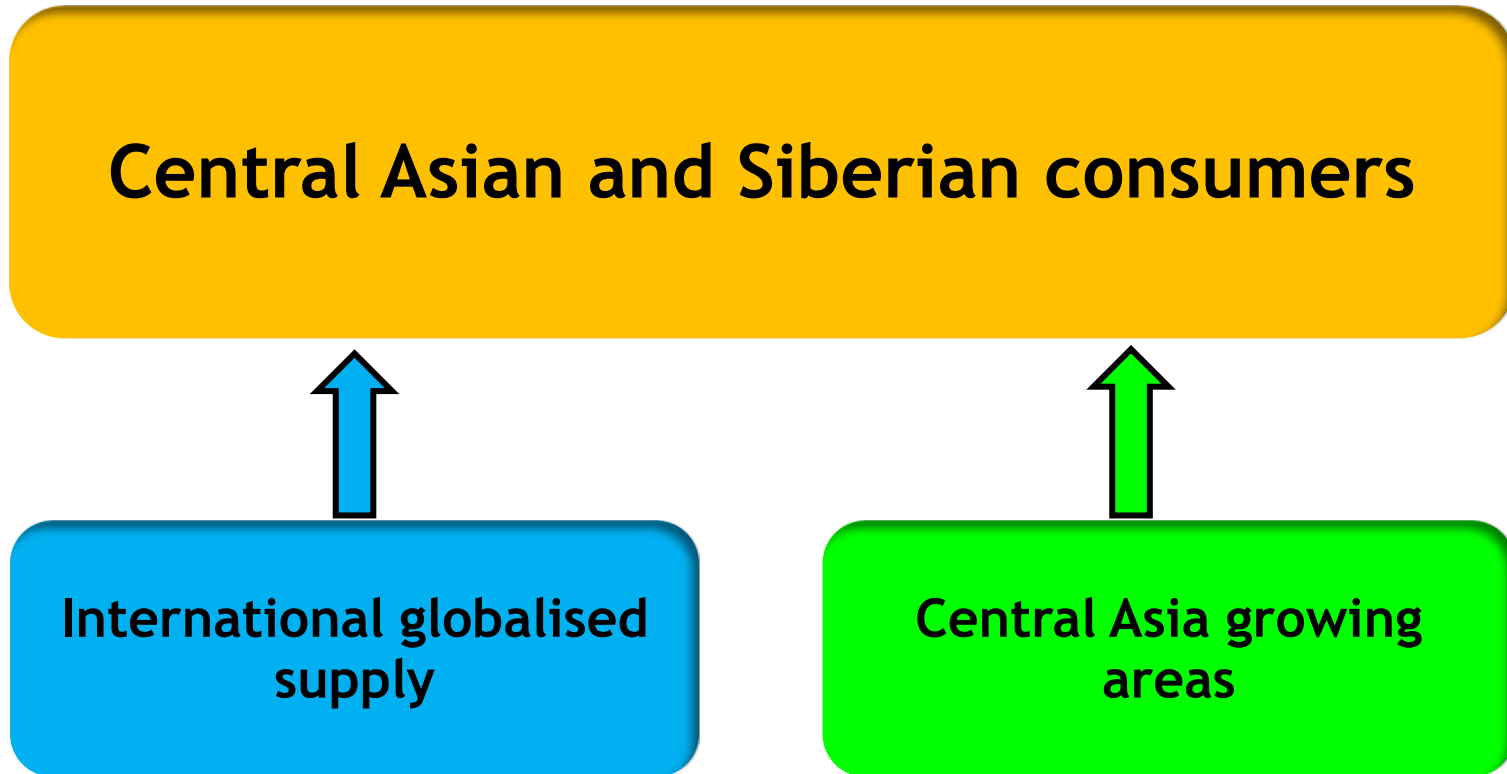 Central Asian and Siberian consumers
International globalised
supply
Central Asia growing
areas